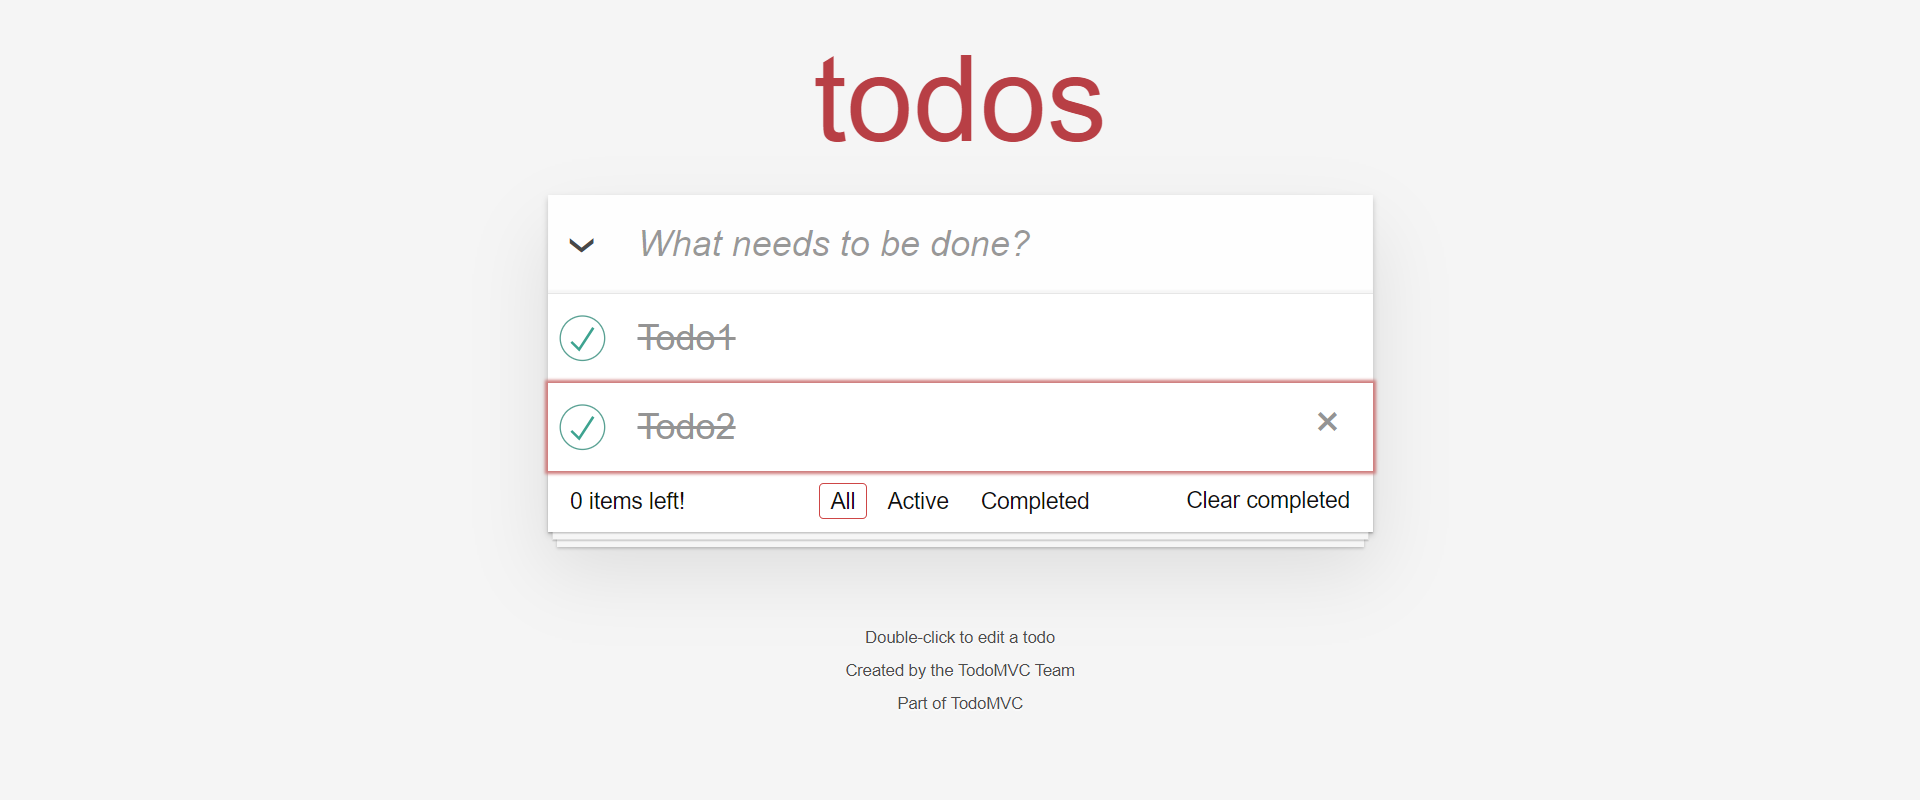 todos
What needs to be done?
Todo1
Todo2
0 items left! All Active Completed Clear completed
Double-click to edit a todo
Created by the TodoMVC Team
Part of TodoMVC